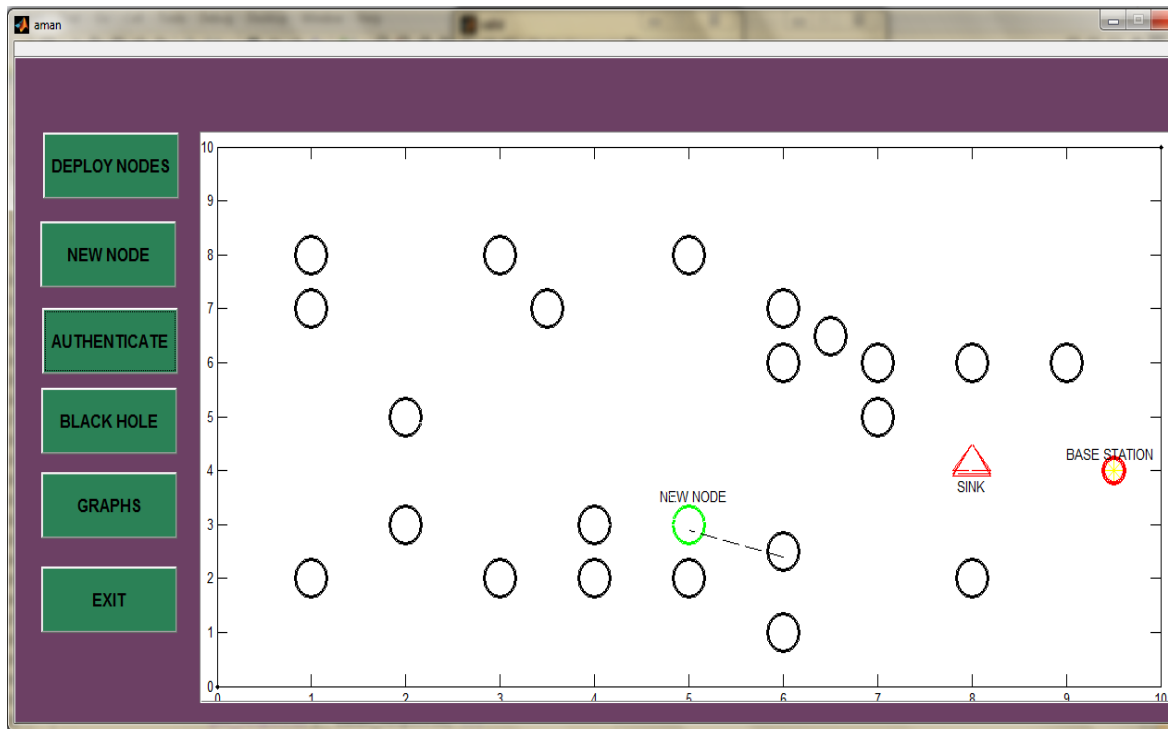 aman
DEPLOY NODES
NEW NODE
AUTHENTICATE
BLACK HOLE
GRAPHS
EXIT
10
9
8
7
6
5
4
3
2
1
0
BASE STATION
SINK
NEW NODE
0 1 2 3 4 5 6 7 8 9 10